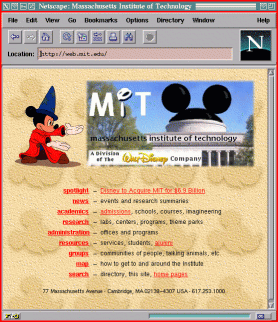 Netscape: Massachusetts Institute of Technology
File Edit View Go Bookmarks Options Directory Window Help
Location: http://web.mit.edu/
N
MiT
massachusetts institute of technology
A Division of The Walt Disney Company
spotlight – Disney to Acquire MIT for $6.9 Billion
news – events and research summaries
academics – admissions, schools, courses, imagineering
research – labs, centers, programs, theme parks
administration – offices and programs
resources – services, students, alumni
groups – communities of people, talking animals, etc.
map – how to get to and around the Institute
search – directory, this site, home pages
77 Massachusetts Avenue · Cambridge, MA 02139-4307 USA · 617.253.1000